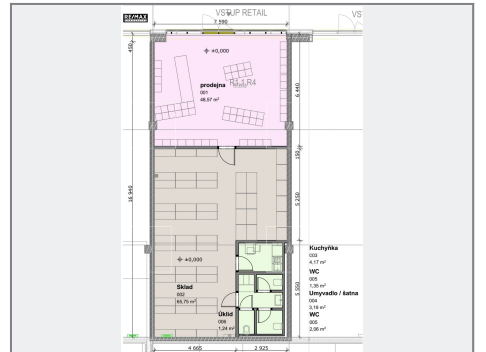 RE/MAX
VSTUP RETAIL
VS
7 590
450
±0,000
prodejna
001
48,57 m²
R1.1.R4
6 440
150
16 940
5 250
±0,000
Kuchyňka
003
4,17 m²
WC
005
1,35 m²
Sklad
002
65,75 m²
Umyvadlo / šatna
004
3,16 m²
Úklid
006
1,24 m²
WC
005
2,06 m²
5 550
4 665
2 925